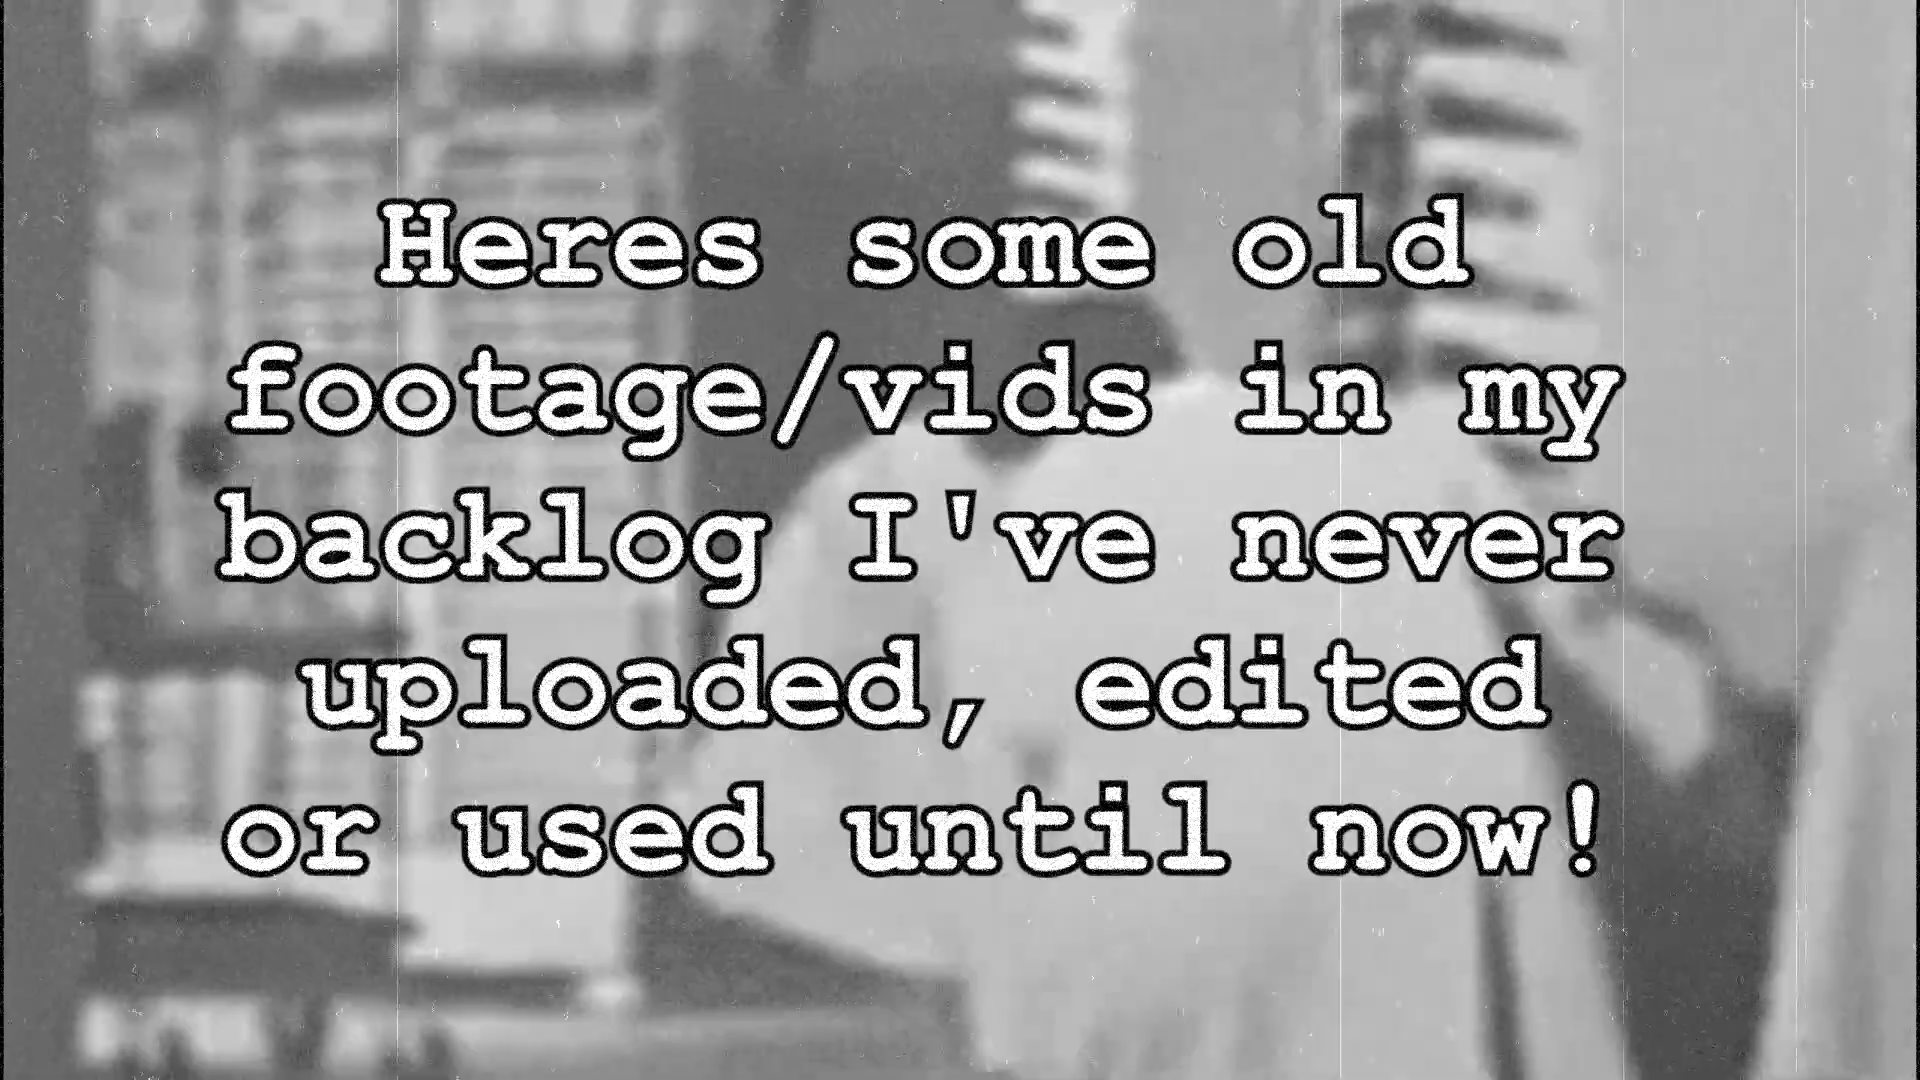 Heres some old
footage/vids in my
backlog I've never
uploaded, edited
or used until now!